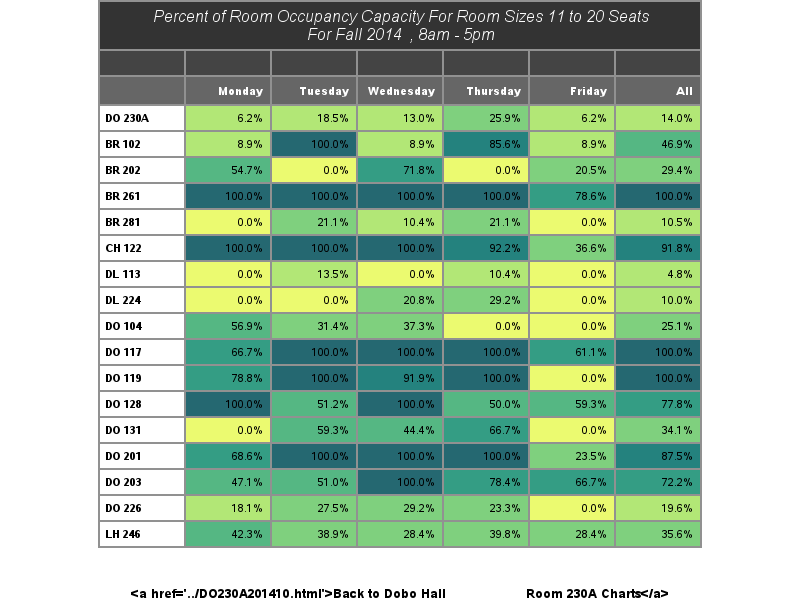 Percent of Room Occupancy Capacity For Room Sizes 11 to 20 Seats
For Fall 2014 , 8am - 5pm
Monday Tuesday Wednesday Thursday Friday All
DO 230A 6.2% 18.5% 13.0% 25.9% 6.2% 14.0%
BR 102 8.9% 100.0% 8.9% 85.6% 8.9% 46.9%
BR 202 54.7% 0.0% 71.8% 0.0% 20.5% 29.4%
BR 261 100.0% 100.0% 100.0% 100.0% 78.6% 100.0%
BR 281 0.0% 21.1% 10.4% 21.1% 0.0% 10.5%
CH 122 100.0% 100.0% 100.0% 92.2% 36.6% 91.8%
DL 113 0.0% 13.5% 0.0% 10.4% 0.0% 4.8%
DL 224 0.0% 0.0% 20.8% 29.2% 0.0% 10.0%
DO 104 56.9% 31.4% 37.3% 0.0% 0.0% 25.1%
DO 117 66.7% 100.0% 100.0% 100.0% 61.1% 100.0%
DO 119 78.8% 100.0% 91.9% 100.0% 0.0% 100.0%
DO 128 100.0% 51.2% 100.0% 50.0% 59.3% 77.8%
DO 131 0.0% 59.3% 44.4% 66.7% 0.0% 34.1%
DO 201 68.6% 100.0% 100.0% 100.0% 23.5% 87.5%
DO 203 47.1% 51.0% 100.0% 78.4% 66.7% 72.2%
DO 226 18.1% 27.5% 29.2% 23.3% 0.0% 19.6%
LH 246 42.3% 38.9% 28.4% 39.8% 28.4% 35.6%
<a href='../DO230A201410.html'>Back to Dobo Hall Room 230A Charts</a>